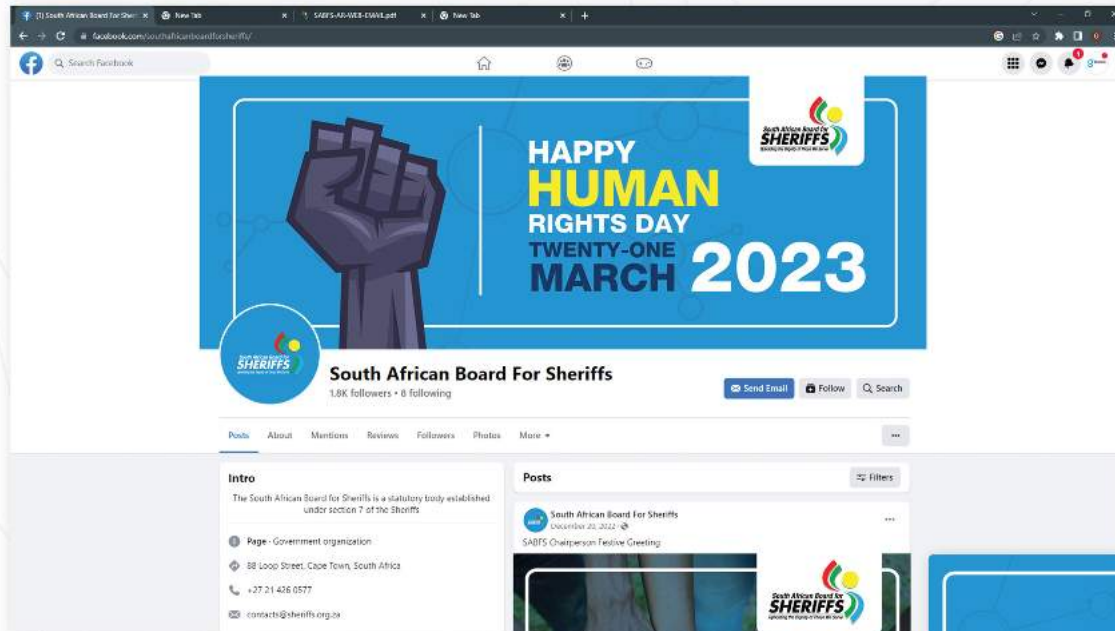 (1) South African Board For Sher
New Tab
SABFS-AR-WEB-EMAIL.pdf
New Tab
facebook.com/southafricanboardforsheriffs/
Search Facebook
South African Board for
SHERIFFS
HAPPY
HUMAN
RIGHTS DAY
TWENTY-ONE
MARCH 2023
South African Board for
SHERIFFS
South African Board For Sheriffs
1.8K followers • 8 following
Send Email
Follow
Search
Posts
About
Mentions
Reviews
Followers
Photos
More
Intro
The South African Board for Sheriffs is a statutory body established
under section 7 of the Sheriffs
Page · Government organization
88 Loop Street, Cape Town, South Africa
+27 21 426 0577
contacts@sheriffs.org.za
Posts
Filters
South African Board For Sheriffs
December 20, 2022
SABFS Chairperson Festive Greeting
South African Board for
SHERIFFS